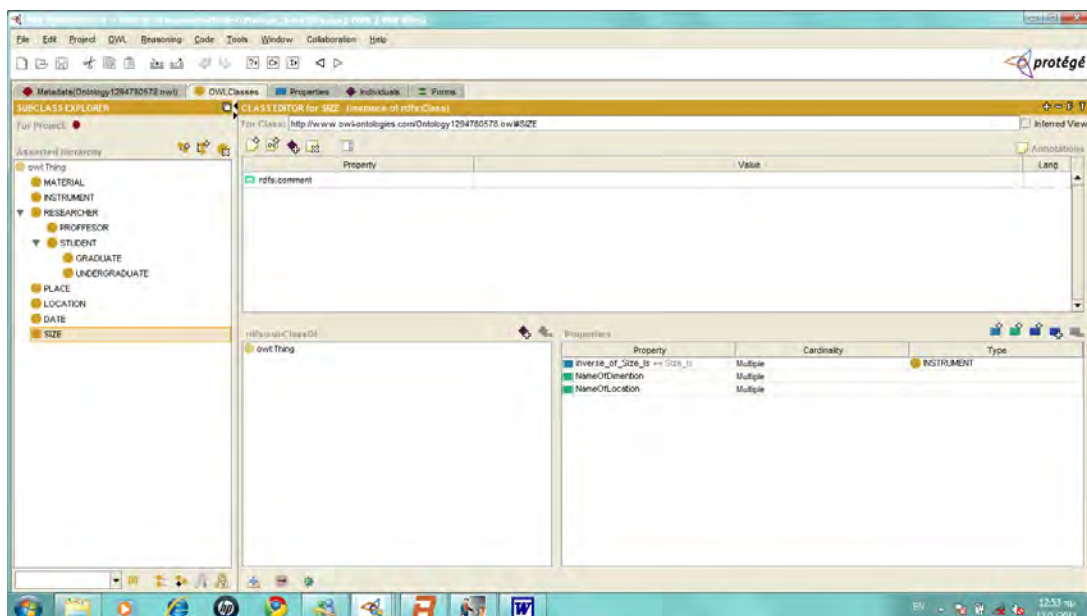 File Edit Project OWL Reasoning Code Tools Window Collaboration Help
protégé
Metadata(Ontology1294780578.owl) OWLClasses Properties Individuals Forms
SUBCLASS EXPLORER
CLASS EDITOR for SIZE (instance of rdfs:Class)
For Project:
For Class: http://www.owl-ontologies.com/Ontology1294780578.owl#SIZE
Inferred View
Asserted Hierarchy
Annotations
Property Value Lang
owl:Thing
rdfs:comment
MATERIAL
INSTRUMENT
RESEARCHER
PROFFESOR
STUDENT
GRADUATE
UNDERGRADUATE
PLACE
LOCATION
DATE
SIZE
rdfs:subClassOf
Properties
owl:Thing
Property Cardinality Type
inverse_of_Size_Is ↔ Size_Is Multiple INSTRUMENT
NameOfDimention Multiple
NameOfLocation Multiple
EN
12:53 πμ